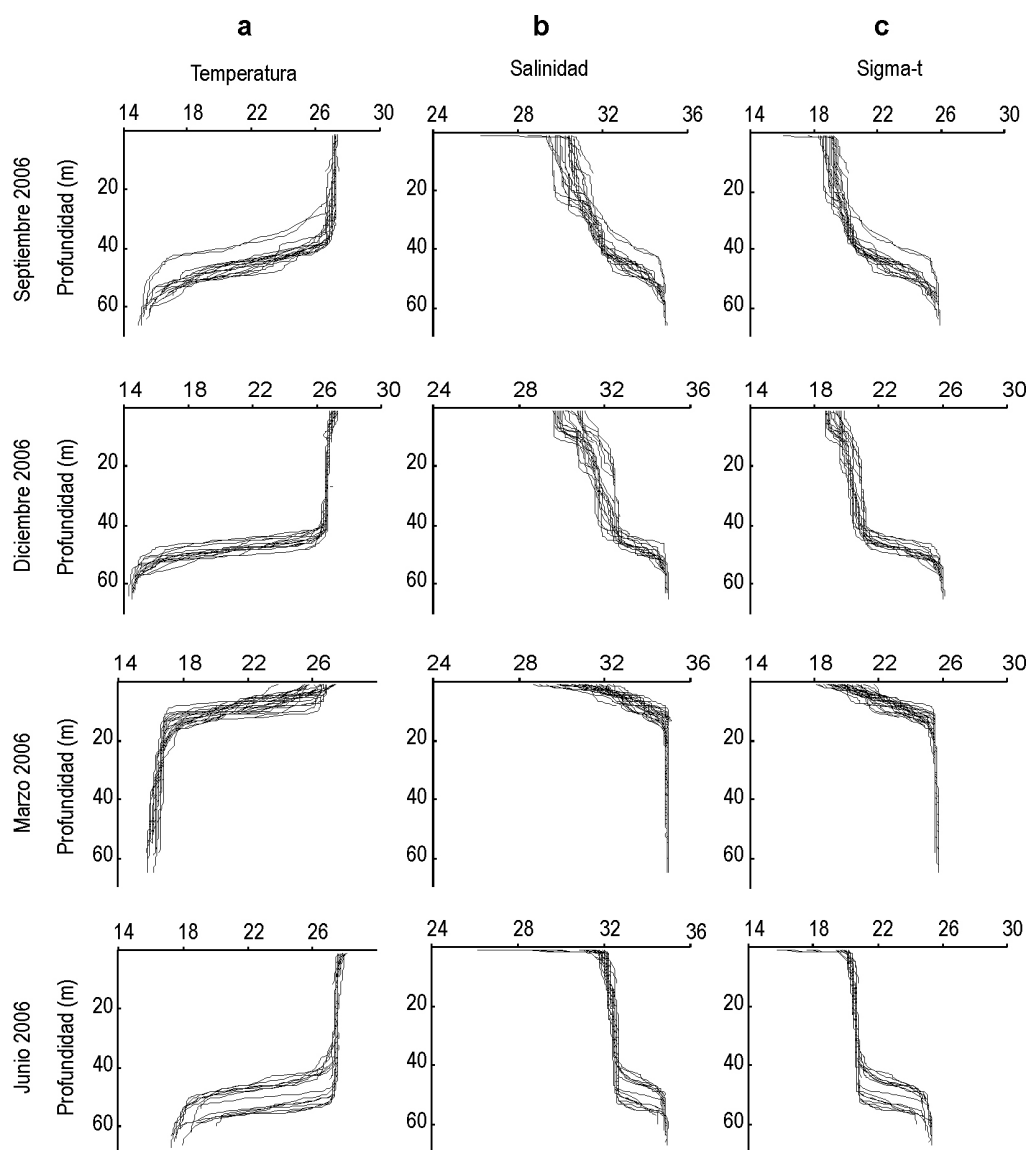 a b c
Temperatura Salinidad Sigma-t
14 18 22 26 30 24 28 32 36 14 18 22 26 30
Septiembre 2006
Profundidad (m)
20 20 20
40 40 40
60 60 60
14 18 22 26 30 24 28 32 36 14 18 22 26 30
Diciembre 2006
Profundidad (m)
20 20 20
40 40 40
60 60 60
14 18 22 26 24 28 32 36 14 18 22 26 30
Marzo 2006
Profundidad (m)
20 20 20
40 40 40
60 60 60
14 18 22 26 24 28 32 36 14 18 22 26 30
Junio 2006
Profundidad (m)
20 20 20
40 40 40
60 60 60